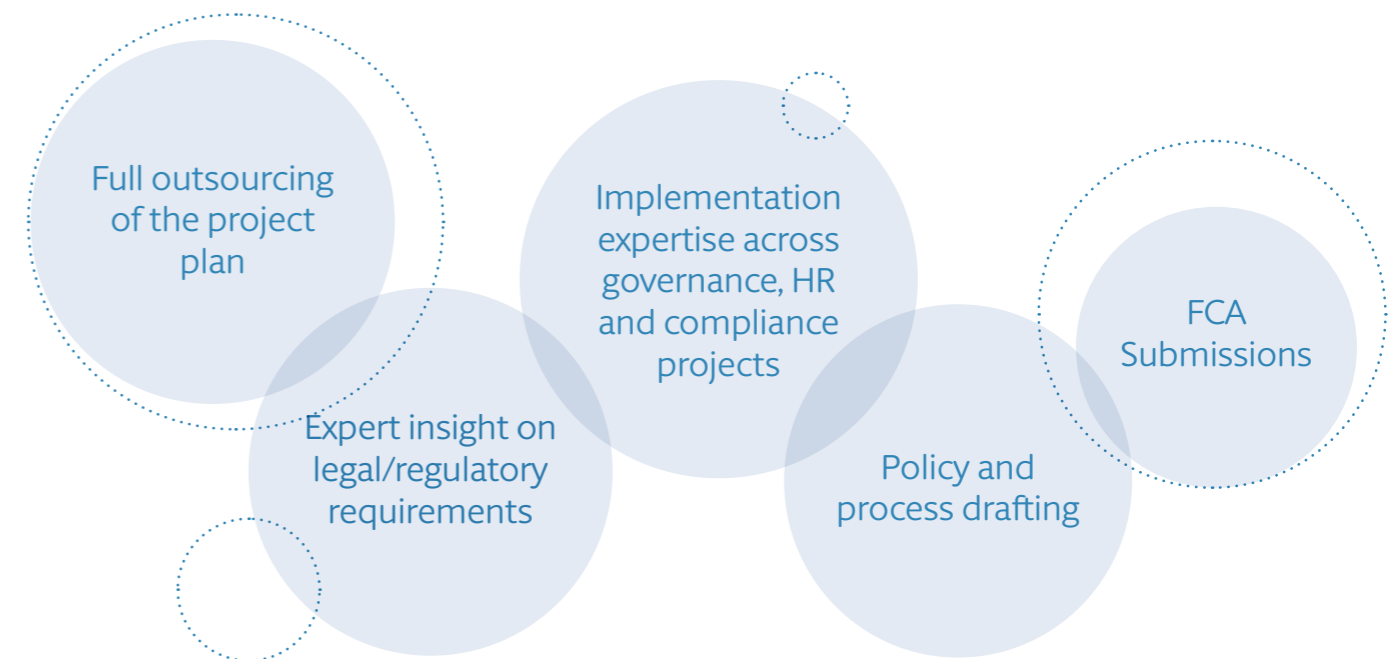 Full outsourcing
of the project
plan
Expert insight on
legal/regulatory
requirements
Implementation
expertise across
governance, HR
and compliance
projects
Policy and
process drafting
FCA
Submissions